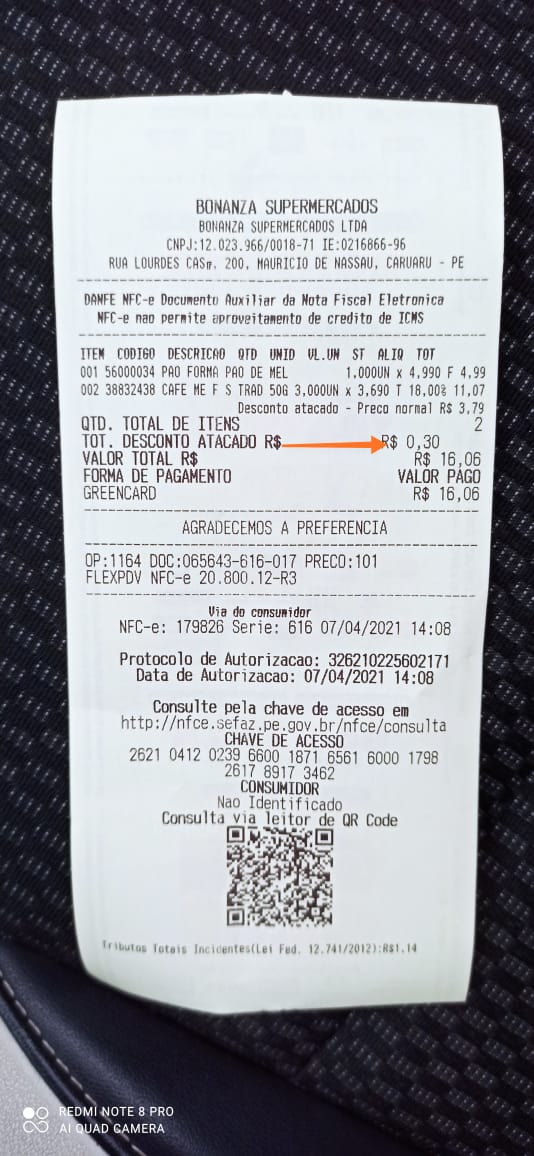 BONANZA SUPERMERCADOS
BONANZA SUPERMERCADOS LTDA
CNPJ:12.023.966/0018-71 IE:0216866-96
RUA LOURDES CAS, 200, MAURICIO DE NASSAU, CARUARU - PE
DANFE NFC-e Documento Auxiliar da Nota Fiscal Eletronica
NFC-e nao permite aproveitamento de credito de ICMS
ITEM CODIGO DESCRICAO QTD UNID VL.UN ST ALIQ TOT
001 56000034 PAO FORMA PAO DE MEL 1,000UN x 4,990 F 4,99
002 38832438 CAFE ME F S TRAD 50G 3,000UN x 3,690 T 18,00% 11,07
Desconto atacado - Preco normal R$ 3,79
QTD. TOTAL DE ITENS 2
TOT. DESCONTO ATACADO R$ R$ 0,30
VALOR TOTAL R$ R$ 16,06
FORMA DE PAGAMENTO VALOR PAGO
GREENCARD R$ 16,06
AGRADECEMOS A PREFERENCIA
OP:1164 DOC:065643-616-017 PRECO:101
FLEXPDV NFC-e 20.800.12-R3
Via do consumidor
NFC-e: 179826 Serie: 616 07/04/2021 14:08
Protocolo de Autorizacao: 326210225602171
Data de Autorizacao: 07/04/2021 14:08
Consulte pela chave de acesso em
http://nfce.sefaz.pe.gov.br/nfce/consulta
CHAVE DE ACESSO
2621 0412 0239 6600 1871 6561 6000 1798
2617 8917 3462
CONSUMIDOR
Nao Identificado
Consulta via leitor de QR Code
Tributos Totais Incidentes(Lei Fed. 12.741/2012):R$1.14
REDMI NOTE 8 PRO
AI QUAD CAMERA